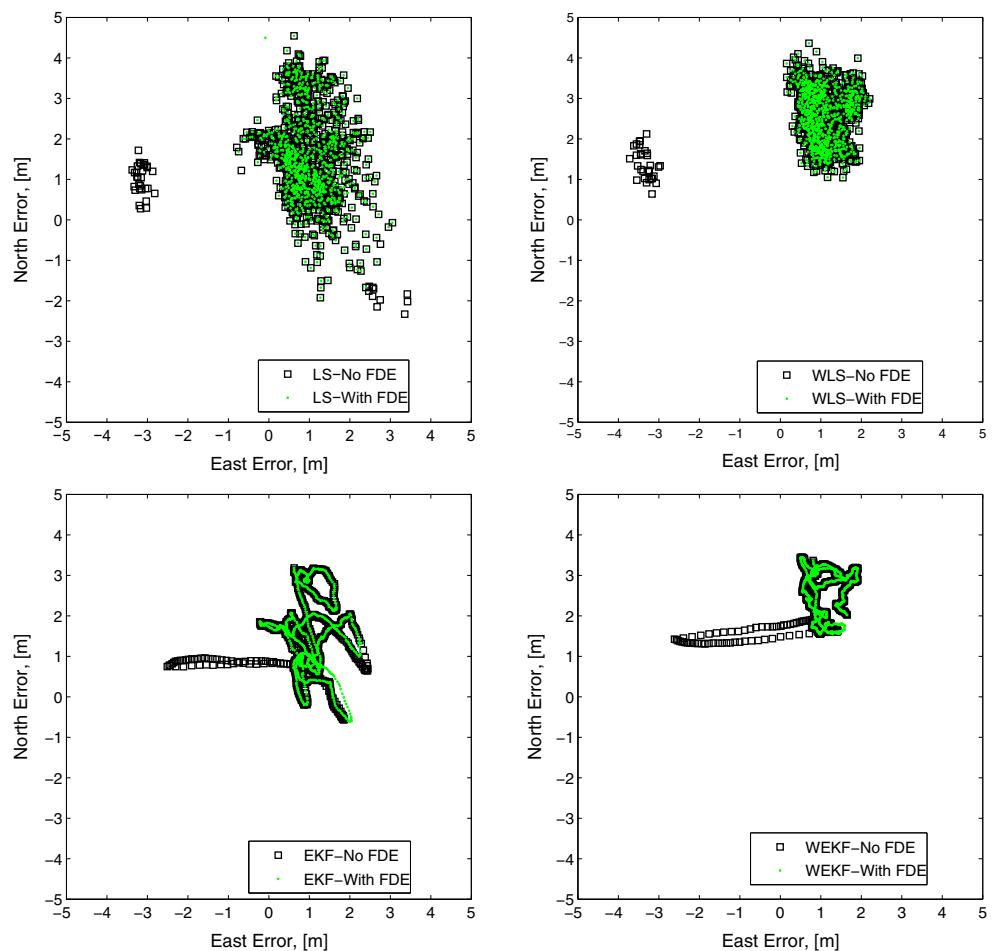 5
4
3
2
1
0
−1
−2
−3
−4
−5
North Error, [m]
LS−No FDE
LS−With FDE
−5 −4 −3 −2 −1 0 1 2 3 4 5
East Error, [m]
5
4
3
2
1
0
−1
−2
−3
−4
−5
North Error, [m]
WLS−No FDE
WLS−With FDE
−5 −4 −3 −2 −1 0 1 2 3 4 5
East Error, [m]
5
4
3
2
1
0
−1
−2
−3
−4
−5
North Error, [m]
EKF−No FDE
EKF−With FDE
−5 −4 −3 −2 −1 0 1 2 3 4 5
East Error, [m]
5
4
3
2
1
0
−1
−2
−3
−4
−5
North Error, [m]
WEKF−No FDE
WEKF−With FDE
−5 −4 −3 −2 −1 0 1 2 3 4 5
East Error, [m]